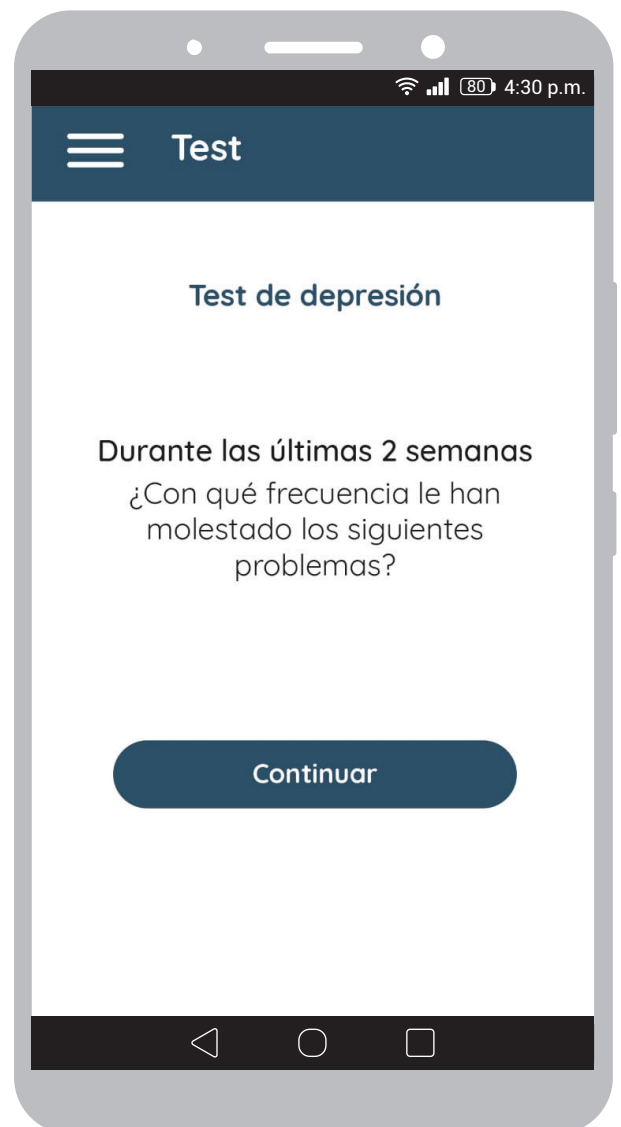 80 4:30 p.m.
Test
Test de depresión
Durante las últimas 2 semanas
¿Con qué frecuencia le han
molestado los siguientes
problemas?
Continuar